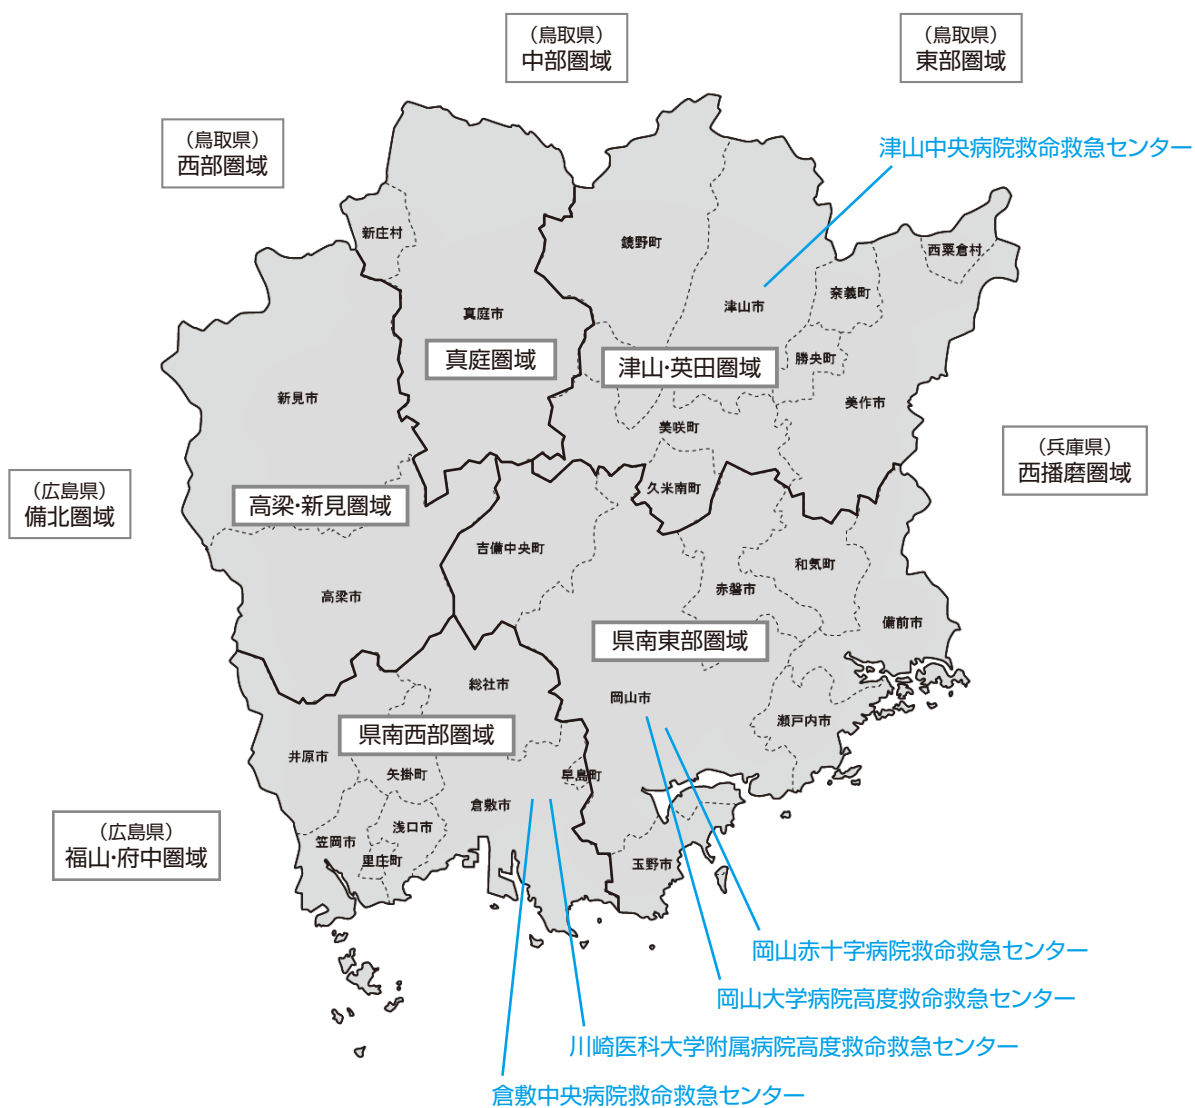 （鳥取県）
中部圏域
（鳥取県）
東部圏域
（鳥取県）
西部圏域
津山中央病院救命救急センター
新庄村
鏡野町
西粟倉村
奈義町
真庭市
津山市
真庭圏域
津山・英田圏域
勝央町
新見市
美作市
美咲町
（兵庫県）
西播磨圏域
（広島県）
備北圏域
高梁・新見圏域
久米南町
吉備中央町
和気町
赤磐市
高梁市
備前市
県南東部圏域
総社市
岡山市
瀬戸内市
県南西部圏域
井原市
矢掛町
早島町
倉敷市
浅口市
笠岡市
里庄町
玉野市
（広島県）
福山・府中圏域
岡山赤十字病院救命救急センター
岡山大学病院高度救命救急センター
川崎医科大学附属病院高度救命救急センター
倉敷中央病院救命救急センター